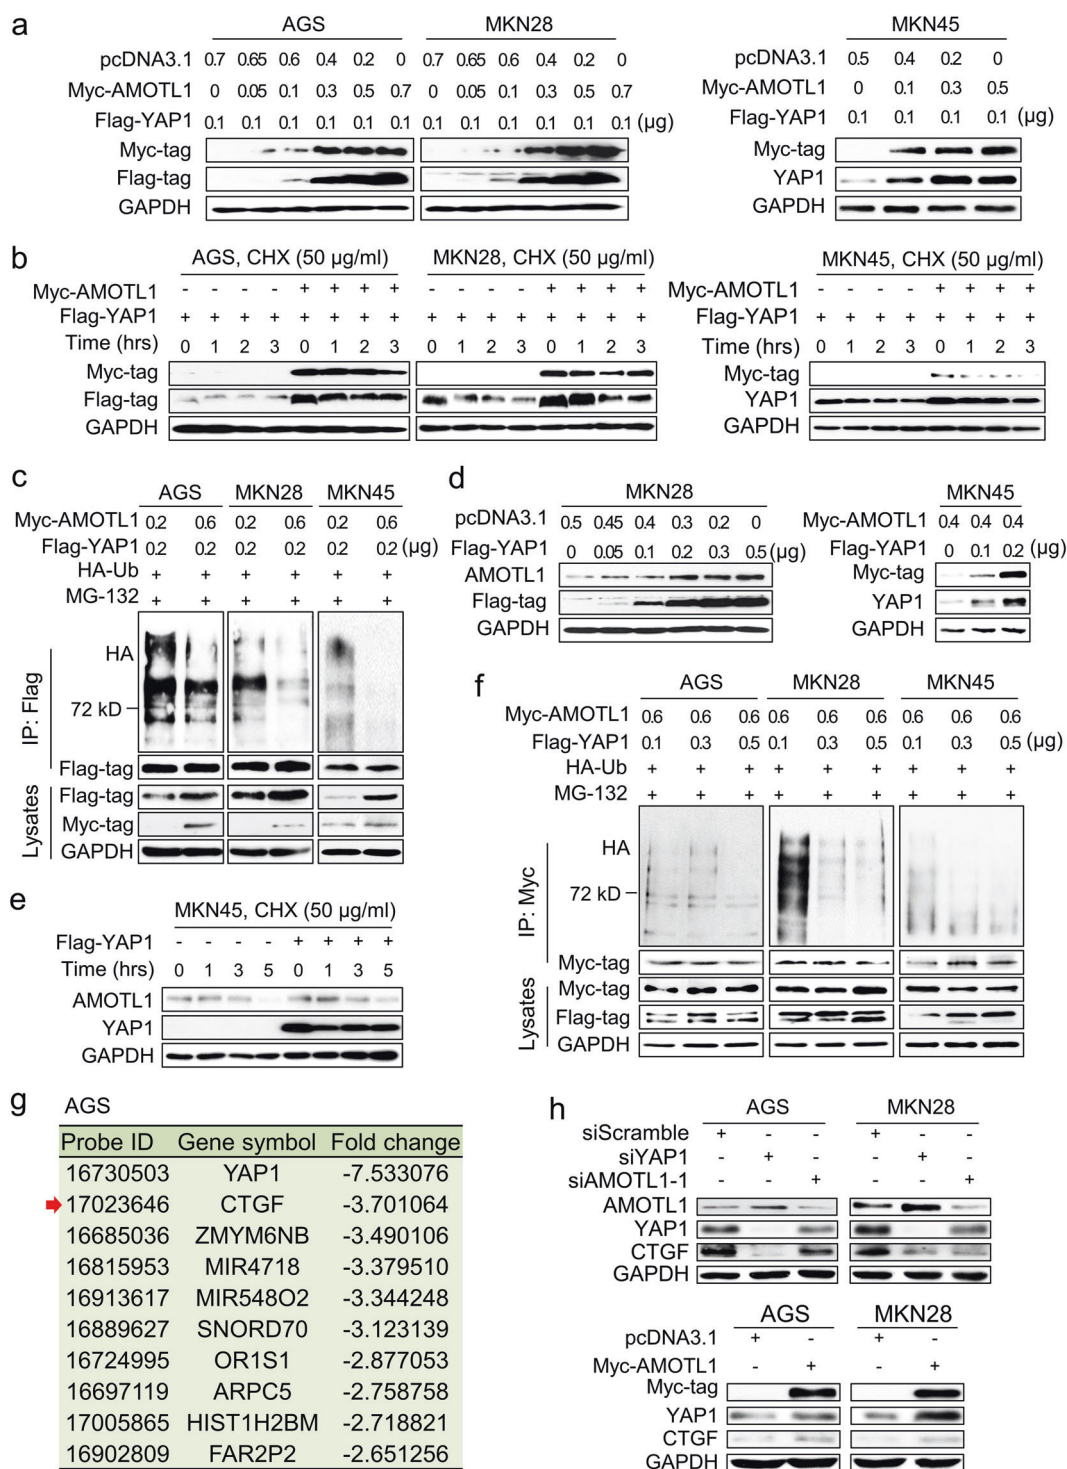 a
AGS MKN28
pcDNA3.1 0.7 0.65 0.6 0.4 0.2 0 0.7 0.65 0.6 0.4 0.2 0
Myc-AMOTL1 0 0.05 0.1 0.3 0.5 0.7 0 0.05 0.1 0.3 0.5 0.7
Flag-YAP1 0.1 0.1 0.1 0.1 0.1 0.1 0.1 0.1 0.1 0.1 0.1 0.1 (µg)
Myc-tag
Flag-tag
GAPDH
MKN45
pcDNA3.1 0.5 0.4 0.2 0
Myc-AMOTL1 0 0.1 0.3 0.5
Flag-YAP1 0.1 0.1 0.1 0.1 (µg)
Myc-tag
YAP1
GAPDH
b
AGS, CHX (50 µg/ml) MKN28, CHX (50 µg/ml)
Myc-AMOTL1 - - - - + + + + - - - - + + + +
Flag-YAP1 + + + + + + + + + + + + + + + +
Time (hrs) 0 1 2 3 0 1 2 3 0 1 2 3 0 1 2 3
Myc-tag
Flag-tag
GAPDH
MKN45, CHX (50 µg/ml)
Myc-AMOTL1 - - - - + + + +
Flag-YAP1 + + + + + + + +
Time (hrs) 0 1 2 3 0 1 2 3
Myc-tag
YAP1
GAPDH
c
AGS MKN28 MKN45
Myc-AMOTL1 0.2 0.6 0.2 0.6 0.2 0.6
Flag-YAP1 0.2 0.2 0.2 0.2 0.2 0.2 (µg)
HA-Ub + + + + + +
MG-132 + + + + + +
IP: Flag
HA
72 kD
Flag-tag
Lysates
Flag-tag
Myc-tag
GAPDH
d
MKN28
pcDNA3.1 0.5 0.45 0.4 0.3 0.2 0
Flag-YAP1 0 0.05 0.1 0.2 0.3 0.5 (µg)
AMOTL1
Flag-tag
GAPDH
MKN45
Myc-AMOTL1 0.4 0.4 0.4
Flag-YAP1 0 0.1 0.2 (µg)
Myc-tag
YAP1
GAPDH
e
MKN45, CHX (50 µg/ml)
Flag-YAP1 - - - - + + + +
Time (hrs) 0 1 3 5 0 1 3 5
AMOTL1
YAP1
GAPDH
f
AGS MKN28 MKN45
Myc-AMOTL1 0.6 0.6 0.6 0.6 0.6 0.6 0.6 0.6 0.6
Flag-YAP1 0.1 0.3 0.5 0.1 0.3 0.5 0.1 0.3 0.5 (µg)
HA-Ub + + + + + + + + +
MG-132 + + + + + + + + +
IP: Myc
HA
72 kD
Myc-tag
Lysates
Myc-tag
Flag-tag
GAPDH
g
AGS
Probe ID Gene symbol Fold change
16730503 YAP1 -7.533076
17023646 CTGF -3.701064
16685036 ZMYM6NB -3.490106
16815953 MIR4718 -3.379510
16913617 MIR548O2 -3.344248
16889627 SNORD70 -3.123139
16724995 OR1S1 -2.877053
16697119 ARPC5 -2.758758
17005865 HIST1H2BM -2.718821
16902809 FAR2P2 -2.651256
h
AGS MKN28
siScramble + - - + - -
siYAP1 - + - - + -
siAMOTL1-1 - - + - - +
AMOTL1
YAP1
CTGF
GAPDH
AGS MKN28
pcDNA3.1 + - + -
Myc-AMOTL1 - + - +
Myc-tag
YAP1
CTGF
GAPDH